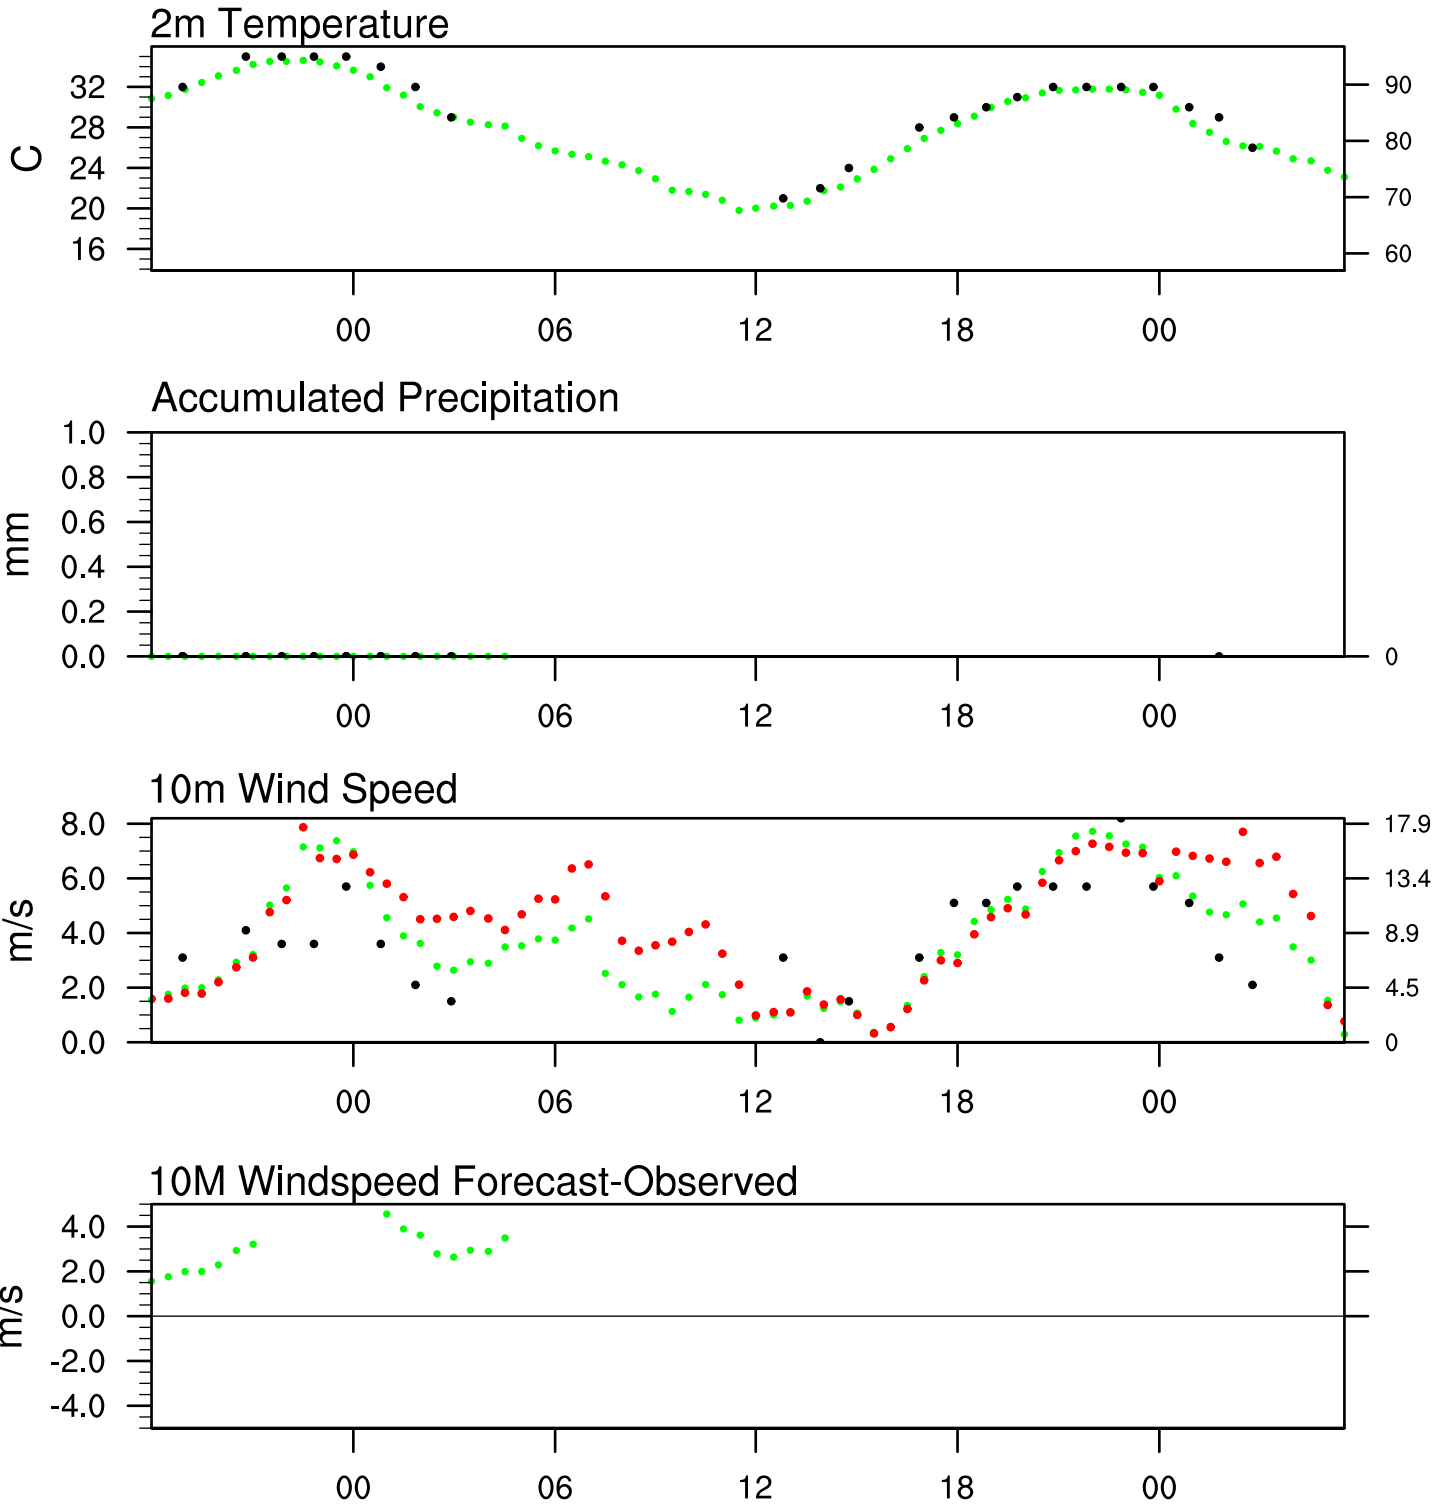 2m Temperature
32
28
24
20
16
C
90
80
70
60
00 06 12 18 00
Accumulated Precipitation
1.0
0.8
0.6
0.4
0.2
0.0
mm
0
00 06 12 18 00
10m Wind Speed
8.0
6.0
4.0
2.0
0.0
m/s
17.9
13.4
8.9
4.5
0
00 06 12 18 00
10M Windspeed Forecast-Observed
4.0
2.0
0.0
-2.0
-4.0
m/s
00 06 12 18 00